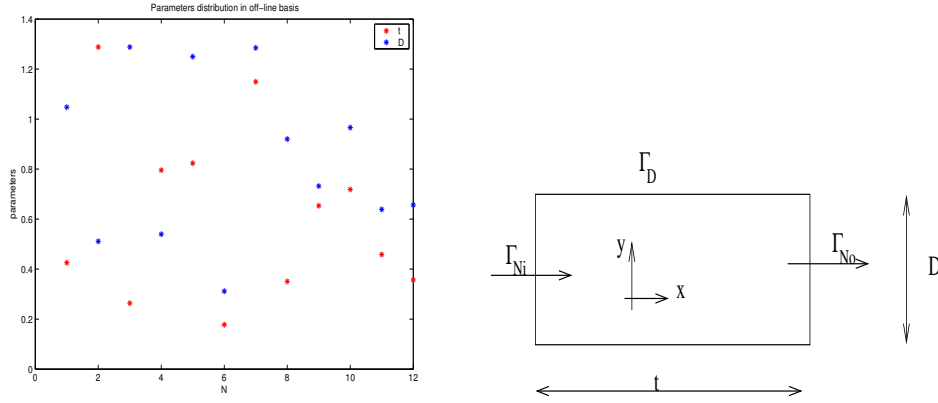 Parameters distribution in off-line basis
1.4
1.2
1
0.8
0.6
0.4
0.2
0
parameters
0 2 4 6 8 10 12
N
t
D
Γ_D
Γ_Ni
y
x
Γ_No
D
t